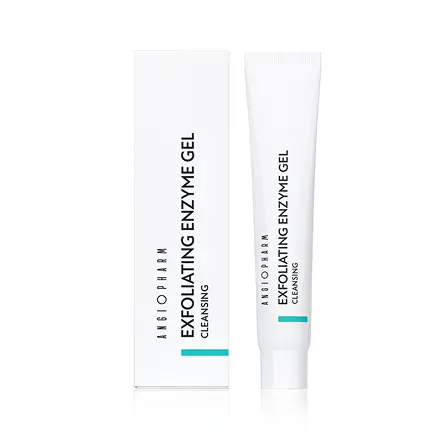 ANGIOPHARM
EXFOLIATING ENZYME GEL
CLEANSING
ANGIOPHARM
EXFOLIATING ENZYME GEL
CLEANSING